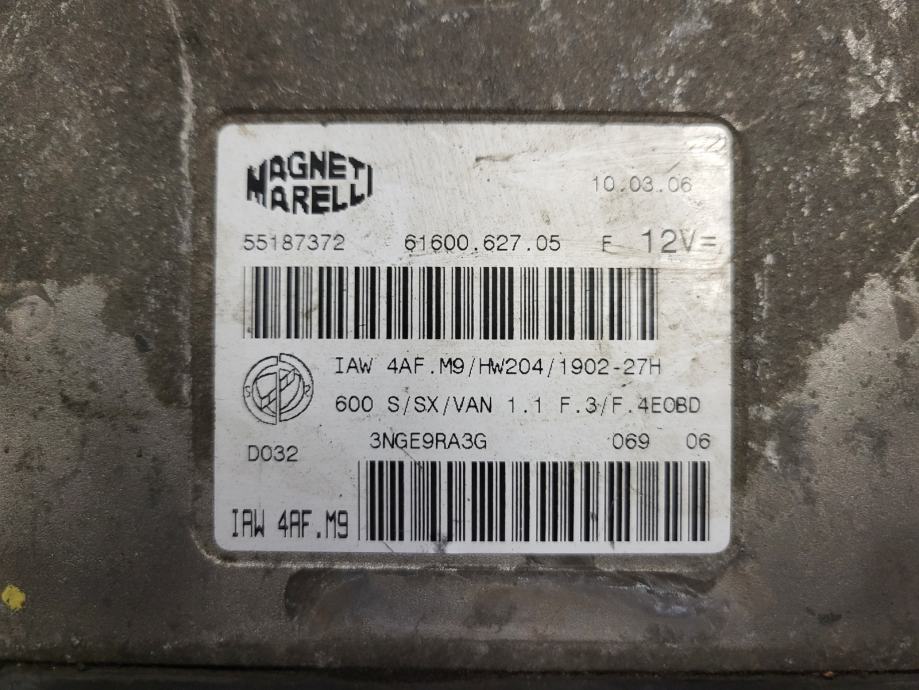 MAGNETI
MARELLI
10.03.06
55187372 61600.627.05 F 12V=
IAW 4AF.M9/HW204/1902-27H
600 S/SX/VAN 1.1 F.3/F.4EOBD
D032 3NGE9RA3G 069 06
IAW 4AF.M9